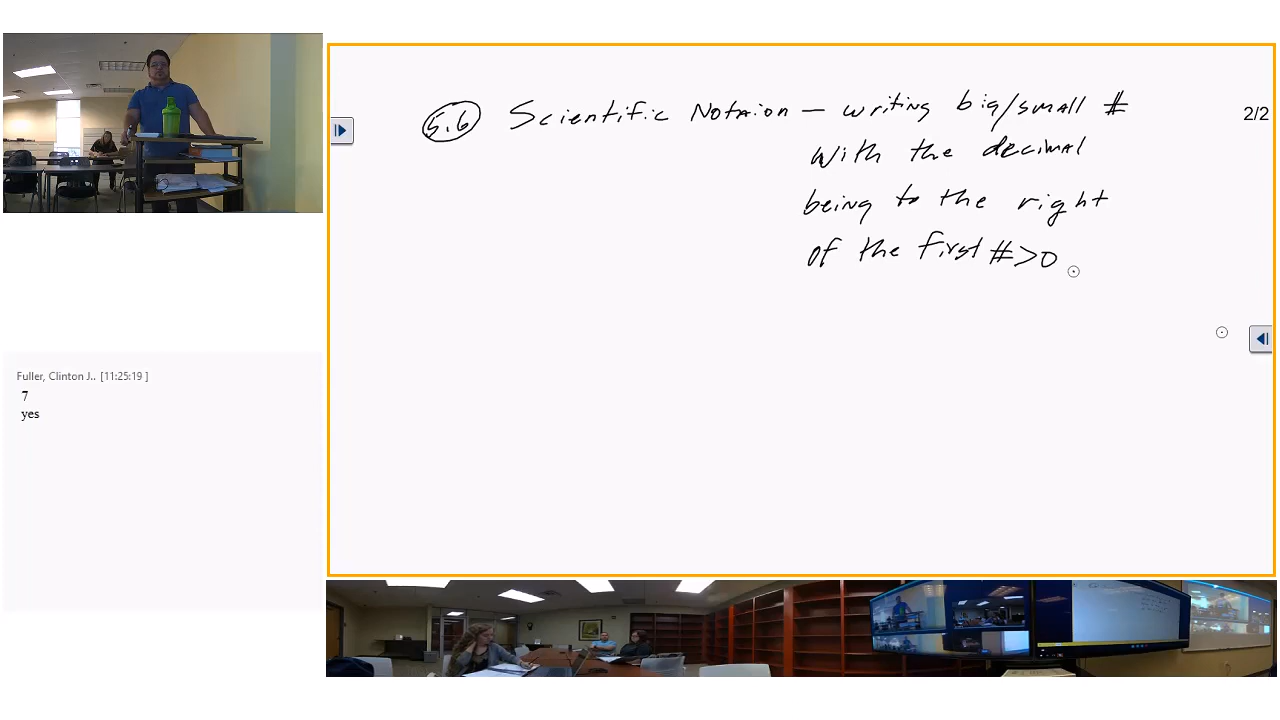 5.6 Scientific Notaion – writing big/small #
with the decimal
being to the right
of the first # > 0
2/2
Fuller, Clinton J.. [11:25:19 ]
7
yes